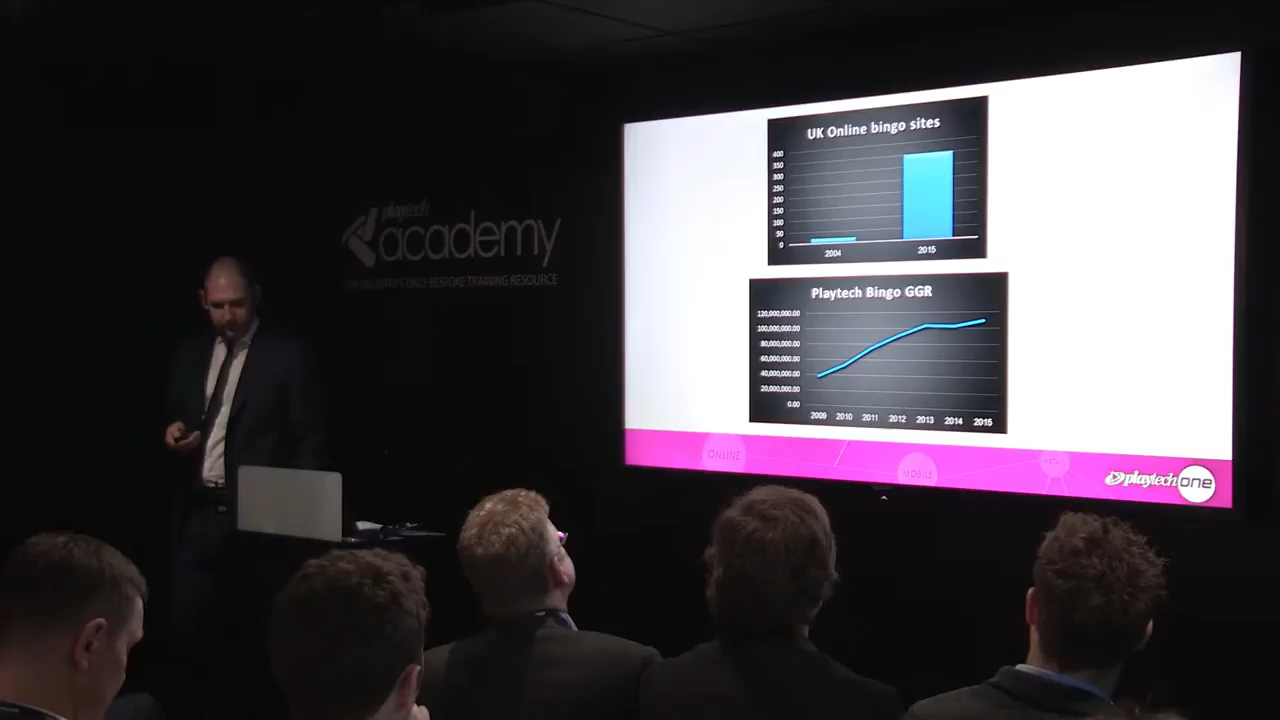 playtech
academy
THE INDUSTRY'S ONLY BESPOKE TRAINING RESOURCE
UK Online bingo sites
400
350
300
250
200
150
100
50
0
2004
2015
Playtech Bingo GGR
120,000,000.00
100,000,000.00
80,000,000.00
60,000,000.00
40,000,000.00
20,000,000.00
0.00
2009 2010 2011 2012 2013 2014 2015
ONLINE
MOBILE
RETAIL
playtech one